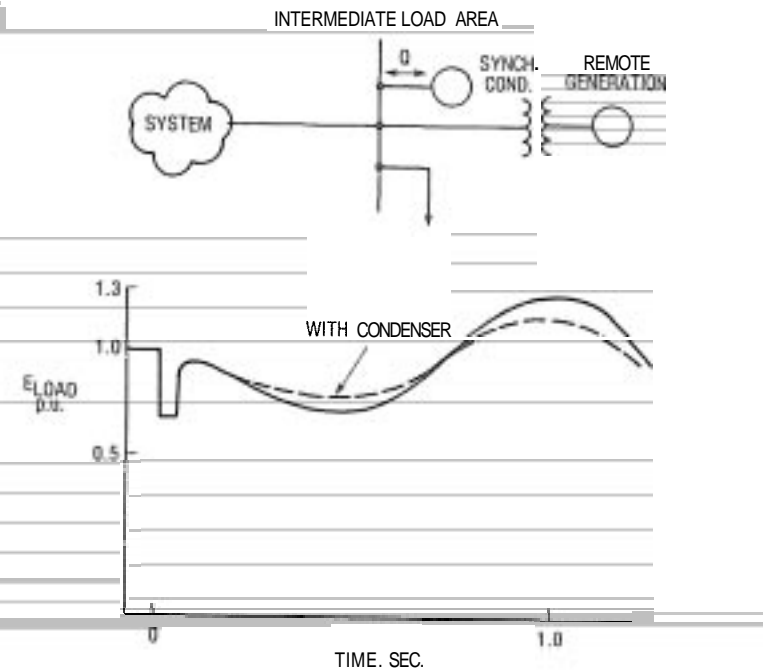 INTERMEDIATE LOAD AREA
Q
SYNCH.
COND.
REMOTE
GENERATION
SYSTEM
1.3
WITH CONDENSER
1.0
ELOAD
p.u.
0.5
0
1.0
TIME. SEC.